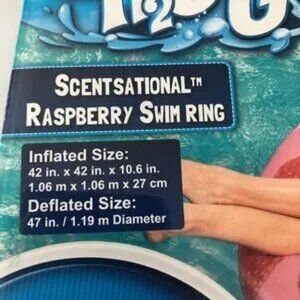 SCENTSATIONAL™
RASPBERRY SWIM RING
Inflated Size:
42 in. x 42 in. x 10.6 in.
1.06 m x 1.06 m x 27 cm
Deflated Size:
47 in. / 1.19 m Diameter